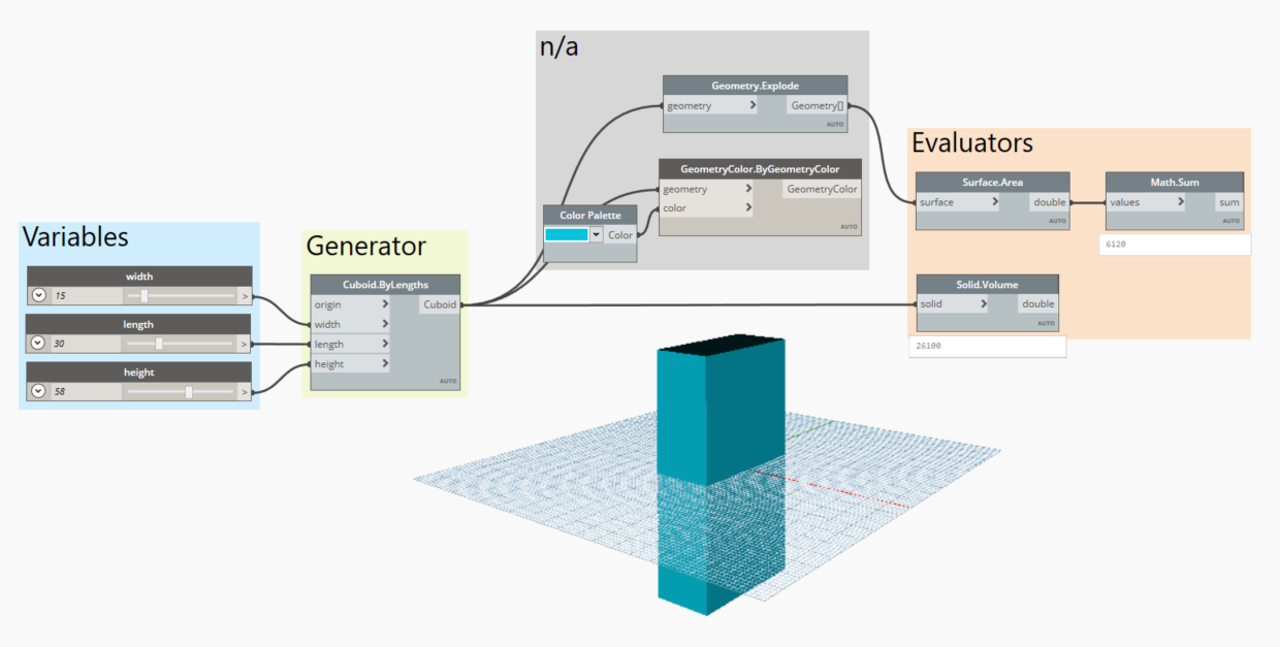 n/a
Geometry.Explode
geometry > Geometry[]
AUTO
GeometryColor.ByGeometryColor
geometry > GeometryColor
color >
AUTO
Color Palette
Color
Evaluators
Surface.Area
surface > double
AUTO
Math.Sum
values > sum
AUTO
6120
Solid.Volume
solid > double
AUTO
26100
Variables
width
15 >
length
30 >
height
58 >
Generator
Cuboid.ByLengths
origin > Cuboid
width >
length >
height >
AUTO